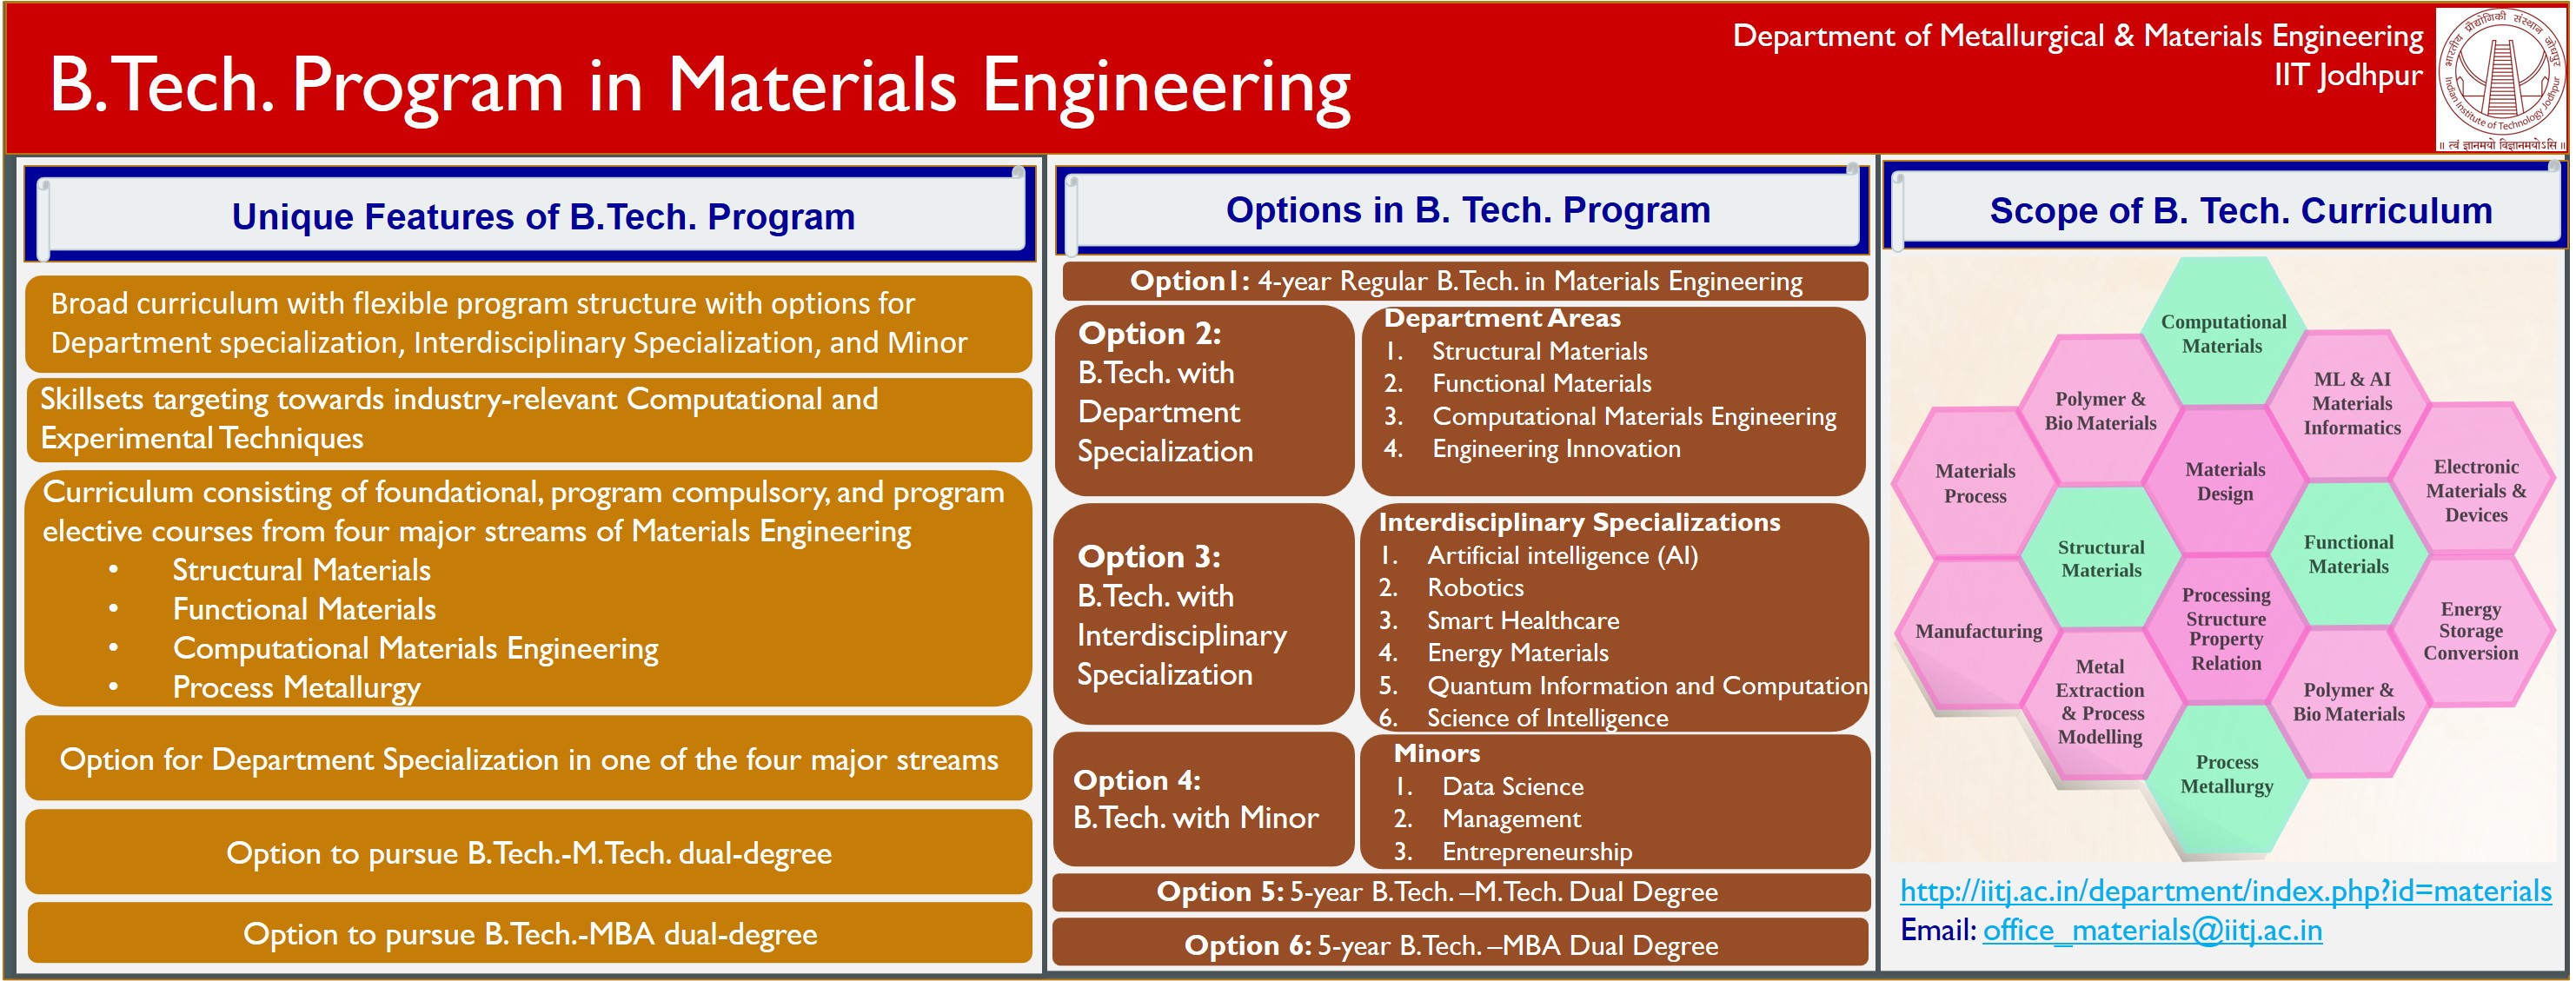 B.Tech. Program in Materials Engineering
Department of Metallurgical & Materials Engineering
IIT Jodhpur
भारतीय प्रौद्योगिकी संस्थान जोधपुर
Indian Institute of Technology Jodhpur
॥ त्वं ज्ञानमयो विज्ञानमयोऽसि ॥
Unique Features of B.Tech. Program
Broad curriculum with flexible program structure with options for
Department specialization, Interdisciplinary Specialization, and Minor
Skillsets targeting towards industry-relevant Computational and
Experimental Techniques
Curriculum consisting of foundational, program compulsory, and program
elective courses from four major streams of Materials Engineering
• Structural Materials
• Functional Materials
• Computational Materials Engineering
• Process Metallurgy
Option for Department Specialization in one of the four major streams
Option to pursue B.Tech.-M.Tech. dual-degree
Option to pursue B.Tech.-MBA dual-degree
Options in B. Tech. Program
Option1: 4-year Regular B.Tech. in Materials Engineering
Option 2:
B.Tech. with
Department
Specialization
Department Areas
1. Structural Materials
2. Functional Materials
3. Computational Materials Engineering
4. Engineering Innovation
Option 3:
B.Tech. with
Interdisciplinary
Specialization
Interdisciplinary Specializations
1. Artificial intelligence (AI)
2. Robotics
3. Smart Healthcare
4. Energy Materials
5. Quantum Information and Computation
6. Science of Intelligence
Option 4:
B.Tech. with Minor
Minors
1. Data Science
2. Management
3. Entrepreneurship
Option 5: 5-year B.Tech. –M.Tech. Dual Degree
Option 6: 5-year B.Tech. –MBA Dual Degree
Scope of B. Tech. Curriculum
Computational
Materials
Polymer &
Bio Materials
ML & AI
Materials
Informatics
Materials
Process
Materials
Design
Electronic
Materials &
Devices
Structural
Materials
Functional
Materials
Manufacturing
Processing
Structure
Property
Relation
Energy
Storage
Conversion
Metal
Extraction
& Process
Modelling
Polymer &
Bio Materials
Process
Metallurgy
http://iitj.ac.in/department/index.php?id=materials
Email: office_materials@iitj.ac.in